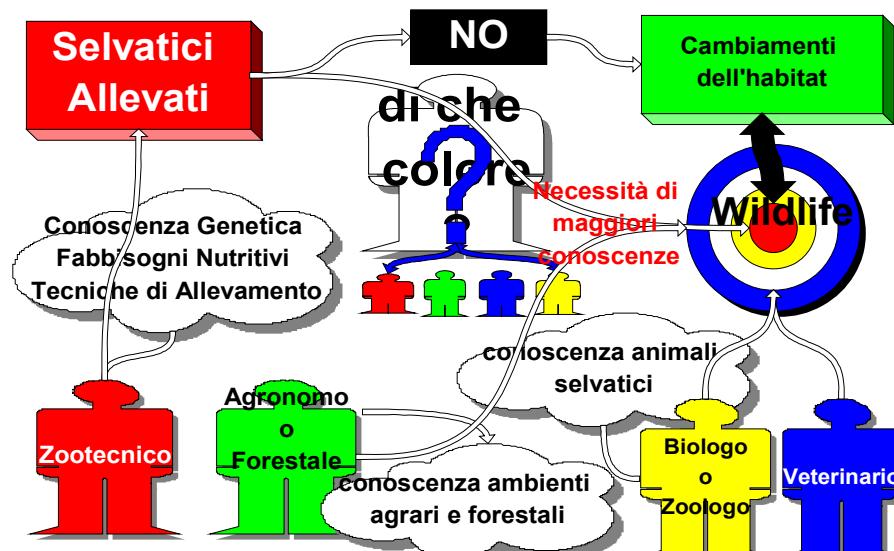 Selvatici
Allevati
NO
Cambiamenti
dell'habitat
di che
colore
?
Necessità di
maggiori
conoscenze
Wildlife
Conoscenza Genetica
Fabbisogni Nutritivi
Tecniche di Allevamento
conoscenza animali
selvatici
Zootecnico
Agronomo
o
Forestale
conoscenza ambienti
agrari e forestali
Biologo
o
Zoologo
Veterinario